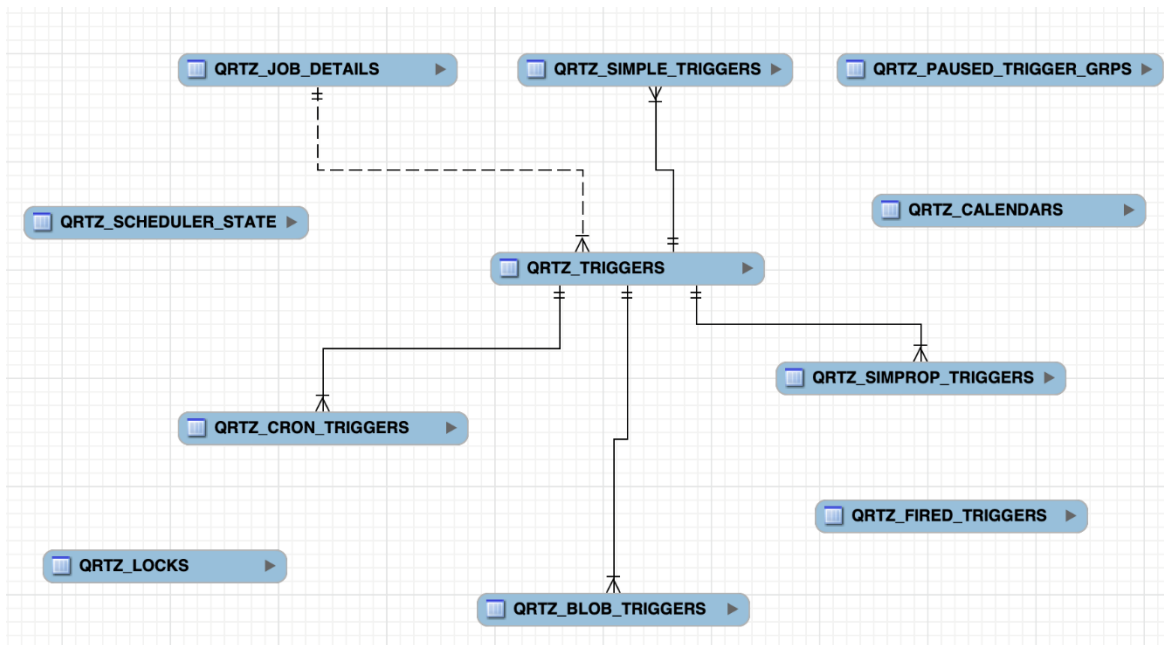 QRTZ_JOB_DETAILS
QRTZ_SIMPLE_TRIGGERS
QRTZ_PAUSED_TRIGGER_GRPS
QRTZ_SCHEDULER_STATE
QRTZ_CALENDARS
QRTZ_TRIGGERS
QRTZ_SIMPROP_TRIGGERS
QRTZ_CRON_TRIGGERS
QRTZ_FIRED_TRIGGERS
QRTZ_LOCKS
QRTZ_BLOB_TRIGGERS